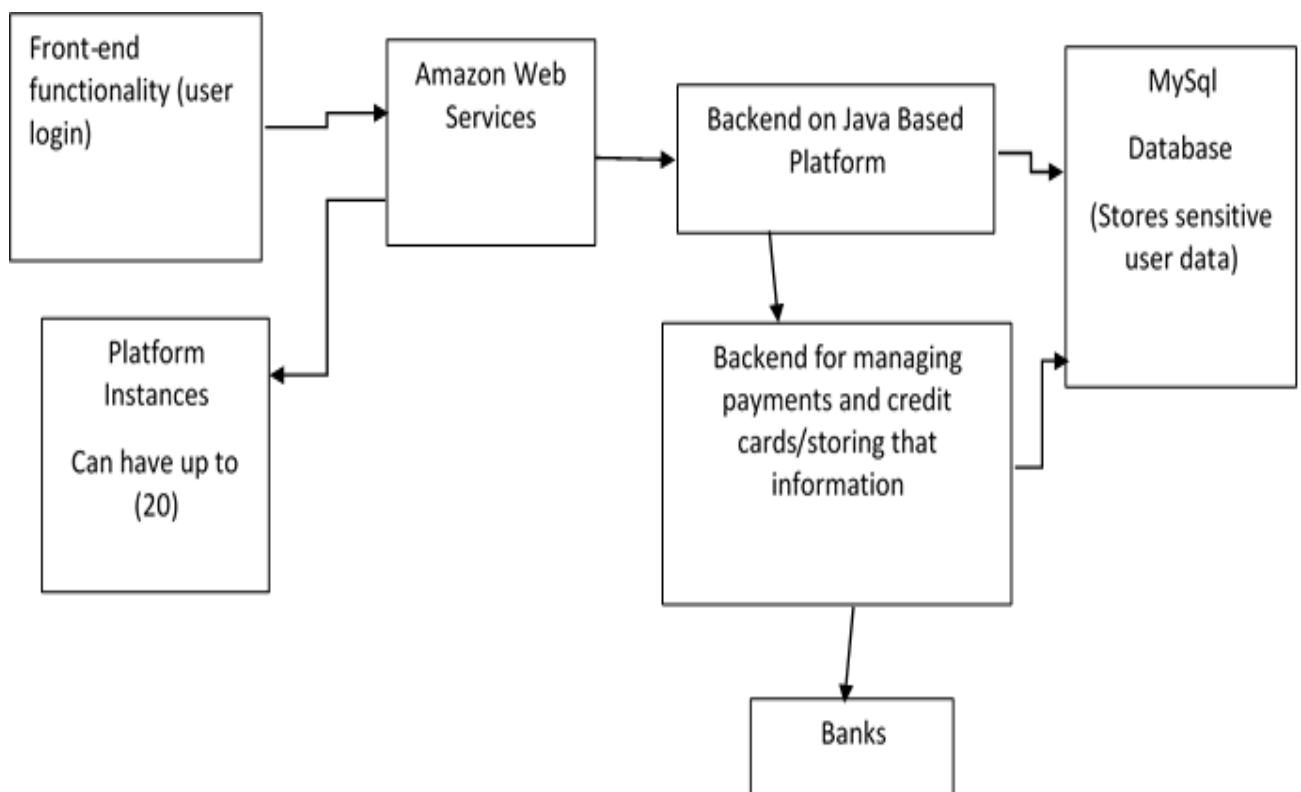 Front-end
functionality (user
login)
Amazon Web
Services
Backend on Java Based
Platform
MySql
Database
(Stores sensitive
user data)
Platform
Instances
Can have up to
(20)
Backend for managing
payments and credit
cards/storing that
information
Banks